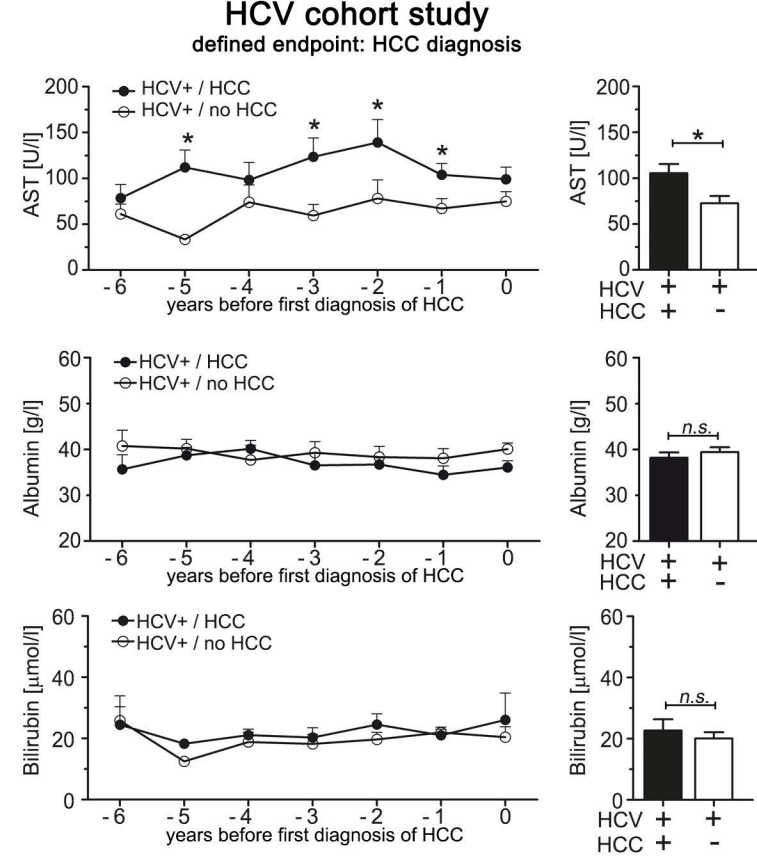 HCV cohort study
defined endpoint: HCC diagnosis
200
150
100
50
0
AST [U/l]
HCV+ / HCC
HCV+ / no HCC
*
*
*
*
-6 -5 -4 -3 -2 -1 0
years before first diagnosis of HCC
200
150
100
50
0
AST [U/l]
*
HCV + +
HCC + -
60
50
40
30
20
Albumin [g/l]
HCV+ / HCC
HCV+ / no HCC
-6 -5 -4 -3 -2 -1 0
years before first diagnosis of HCC
60
50
40
30
20
Albumin [g/l]
n.s.
HCV + +
HCC + -
60
40
20
0
Bilirubin [µmol/l]
HCV+ / HCC
HCV+ / no HCC
-6 -5 -4 -3 -2 -1 0
years before first diagnosis of HCC
60
40
20
0
Bilirubin [µmol/l]
n.s.
HCV + +
HCC + -